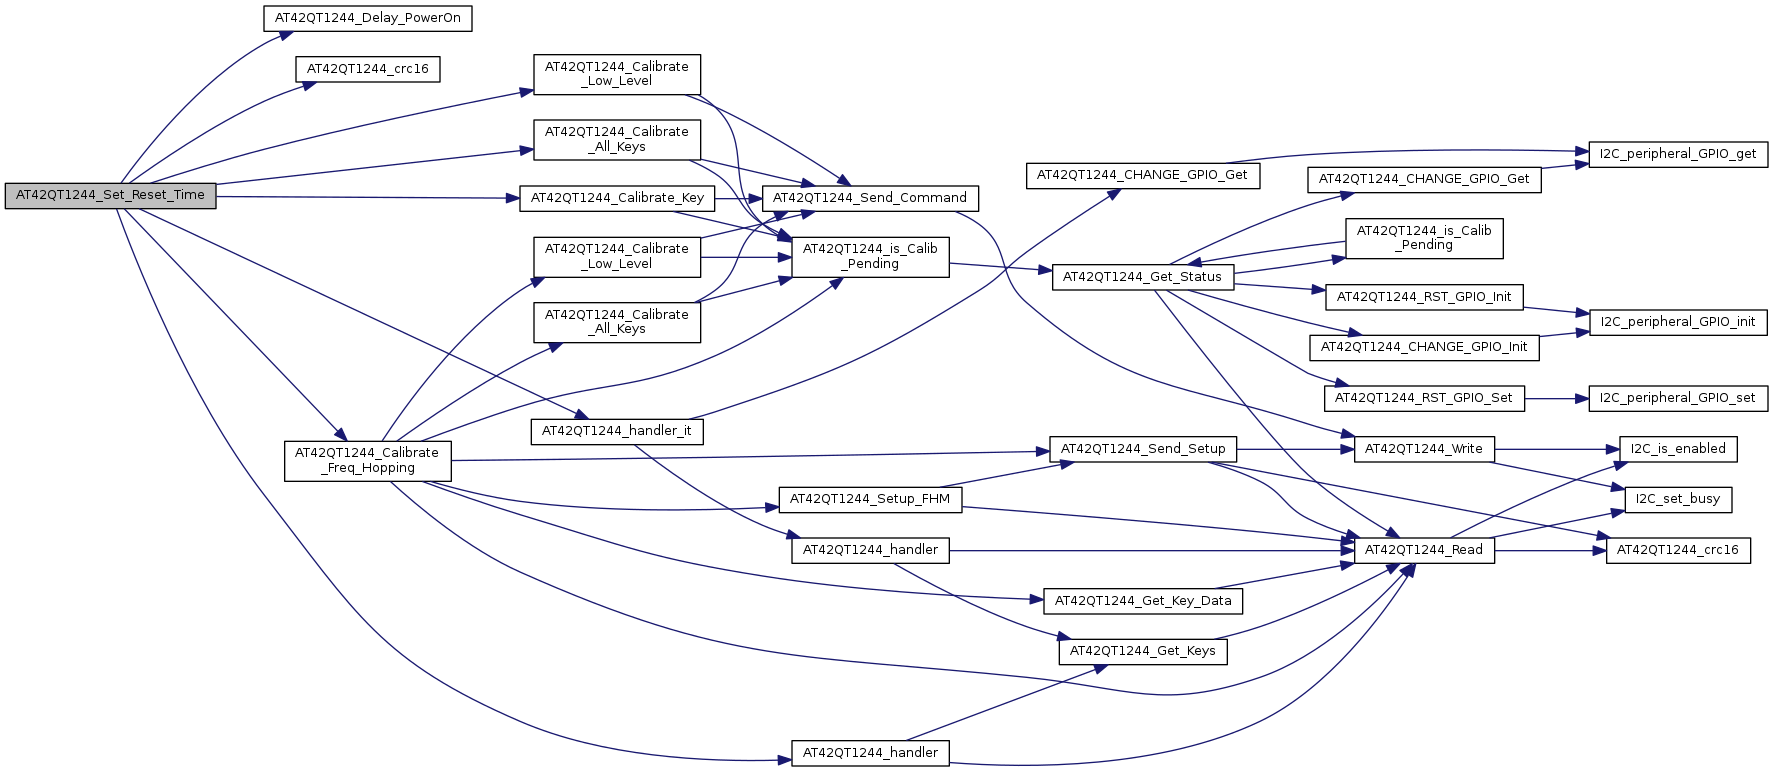 AT42QT1244_Delay_PowerOn
AT42QT1244_crc16
AT42QT1244_Calibrate
_Low_Level
AT42QT1244_Calibrate
_All_Keys
AT42QT1244_Set_Reset_Time
AT42QT1244_Calibrate_Key
AT42QT1244_Calibrate
_Low_Level
AT42QT1244_Calibrate
_All_Keys
AT42QT1244_handler_it
AT42QT1244_Calibrate
_Freq_Hopping
AT42QT1244_Send_Command
AT42QT1244_is_Calib
_Pending
AT42QT1244_Setup_FHM
AT42QT1244_handler
AT42QT1244_handler
AT42QT1244_CHANGE_GPIO_Get
AT42QT1244_Get_Status
AT42QT1244_Send_Setup
AT42QT1244_Get_Key_Data
AT42QT1244_Get_Keys
AT42QT1244_CHANGE_GPIO_Get
AT42QT1244_is_Calib
_Pending
AT42QT1244_RST_GPIO_Init
AT42QT1244_CHANGE_GPIO_Init
AT42QT1244_RST_GPIO_Set
AT42QT1244_Write
AT42QT1244_Read
I2C_peripheral_GPIO_get
I2C_peripheral_GPIO_init
I2C_peripheral_GPIO_set
I2C_is_enabled
I2C_set_busy
AT42QT1244_crc16